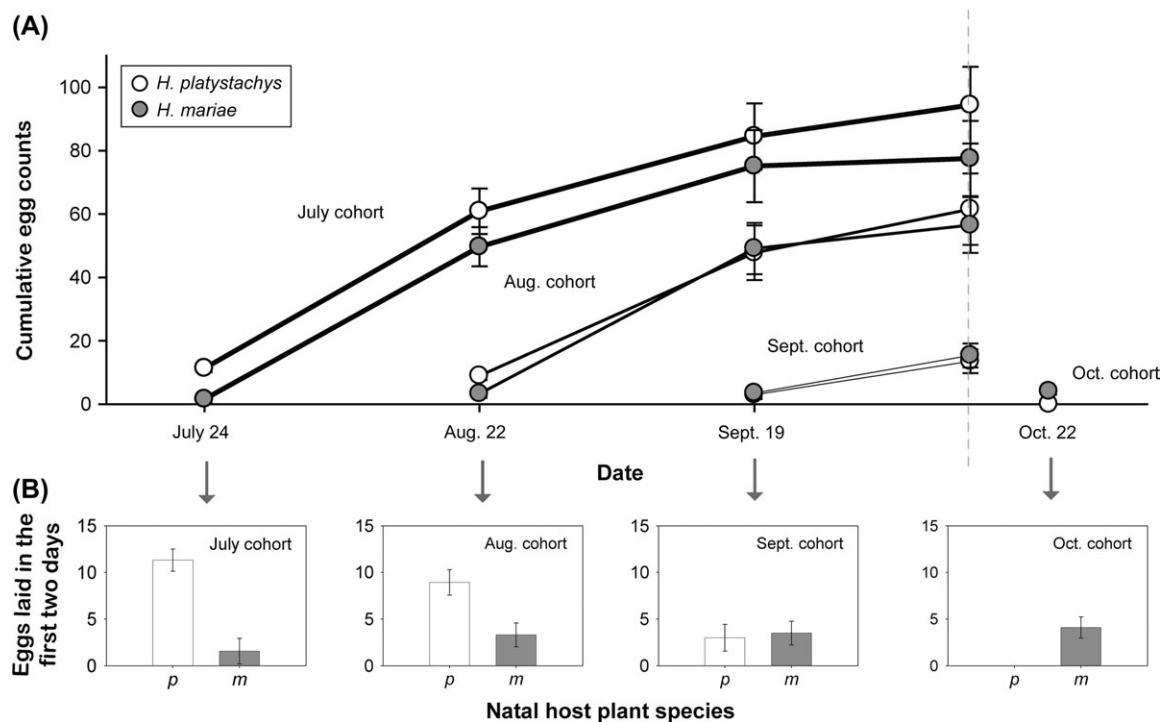 (A)
H. platystachys
H. mariae
100
80
60
40
20
0
Cumulative egg counts
July cohort
Aug. cohort
Sept. cohort
Oct. cohort
July 24
Aug. 22
Sept. 19
Oct. 22
Date
(B)
Eggs laid in the
first two days
15
10
5
0
July cohort
p
m
15
10
5
0
Aug. cohort
p
m
15
10
5
0
Sept. cohort
p
m
15
10
5
0
Oct. cohort
p
m
Natal host plant species